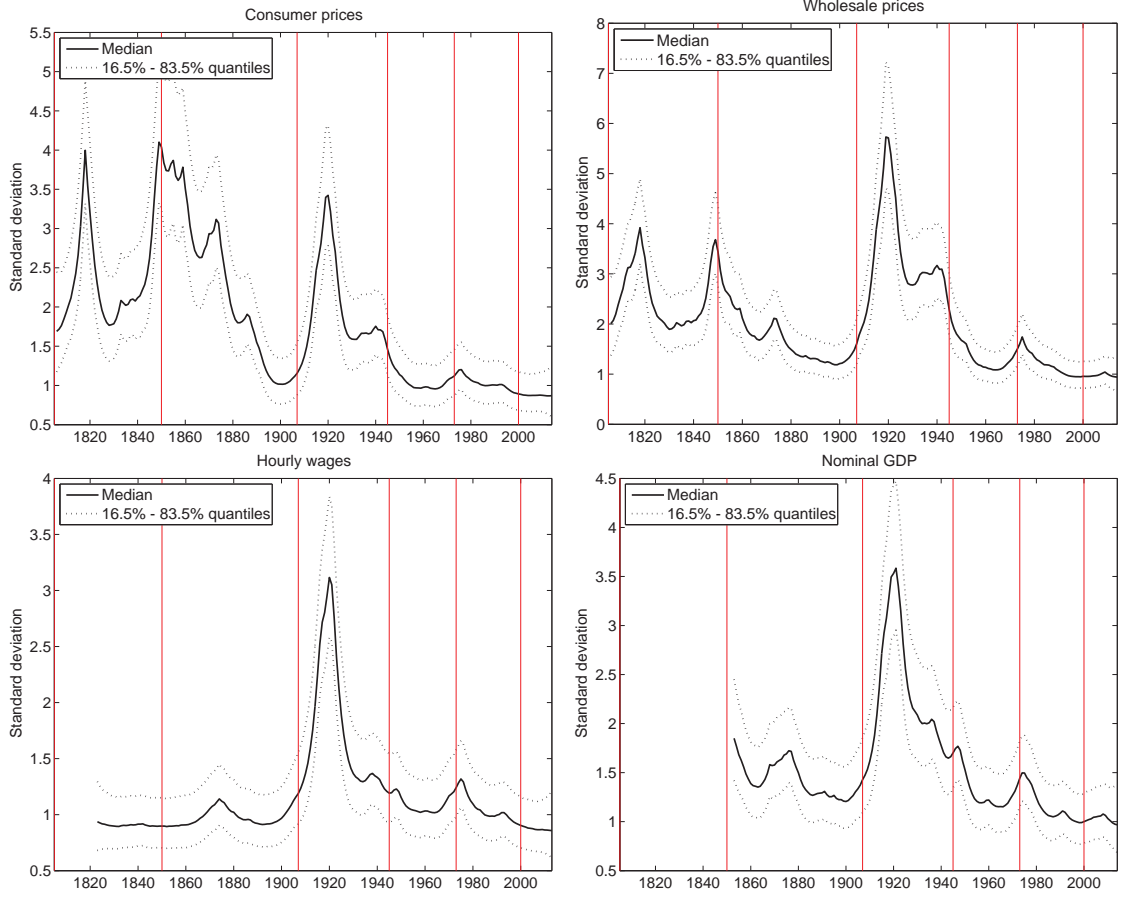 Consumer prices
5.5
5
4.5
4
3.5
3
2.5
2
1.5
1
0.5
Standard deviation
Median
16.5% - 83.5% quantiles
1820 1840 1860 1880 1900 1920 1940 1960 1980 2000
Wholesale prices
8
7
6
5
4
3
2
1
0
Standard deviation
Median
16.5% - 83.5% quantiles
1820 1840 1860 1880 1900 1920 1940 1960 1980 2000
Hourly wages
4
3.5
3
2.5
2
1.5
1
0.5
Standard deviation
Median
16.5% - 83.5% quantiles
1820 1840 1860 1880 1900 1920 1940 1960 1980 2000
Nominal GDP
4.5
4
3.5
3
2.5
2
1.5
1
0.5
Standard deviation
Median
16.5% - 83.5% quantiles
1820 1840 1860 1880 1900 1920 1940 1960 1980 2000